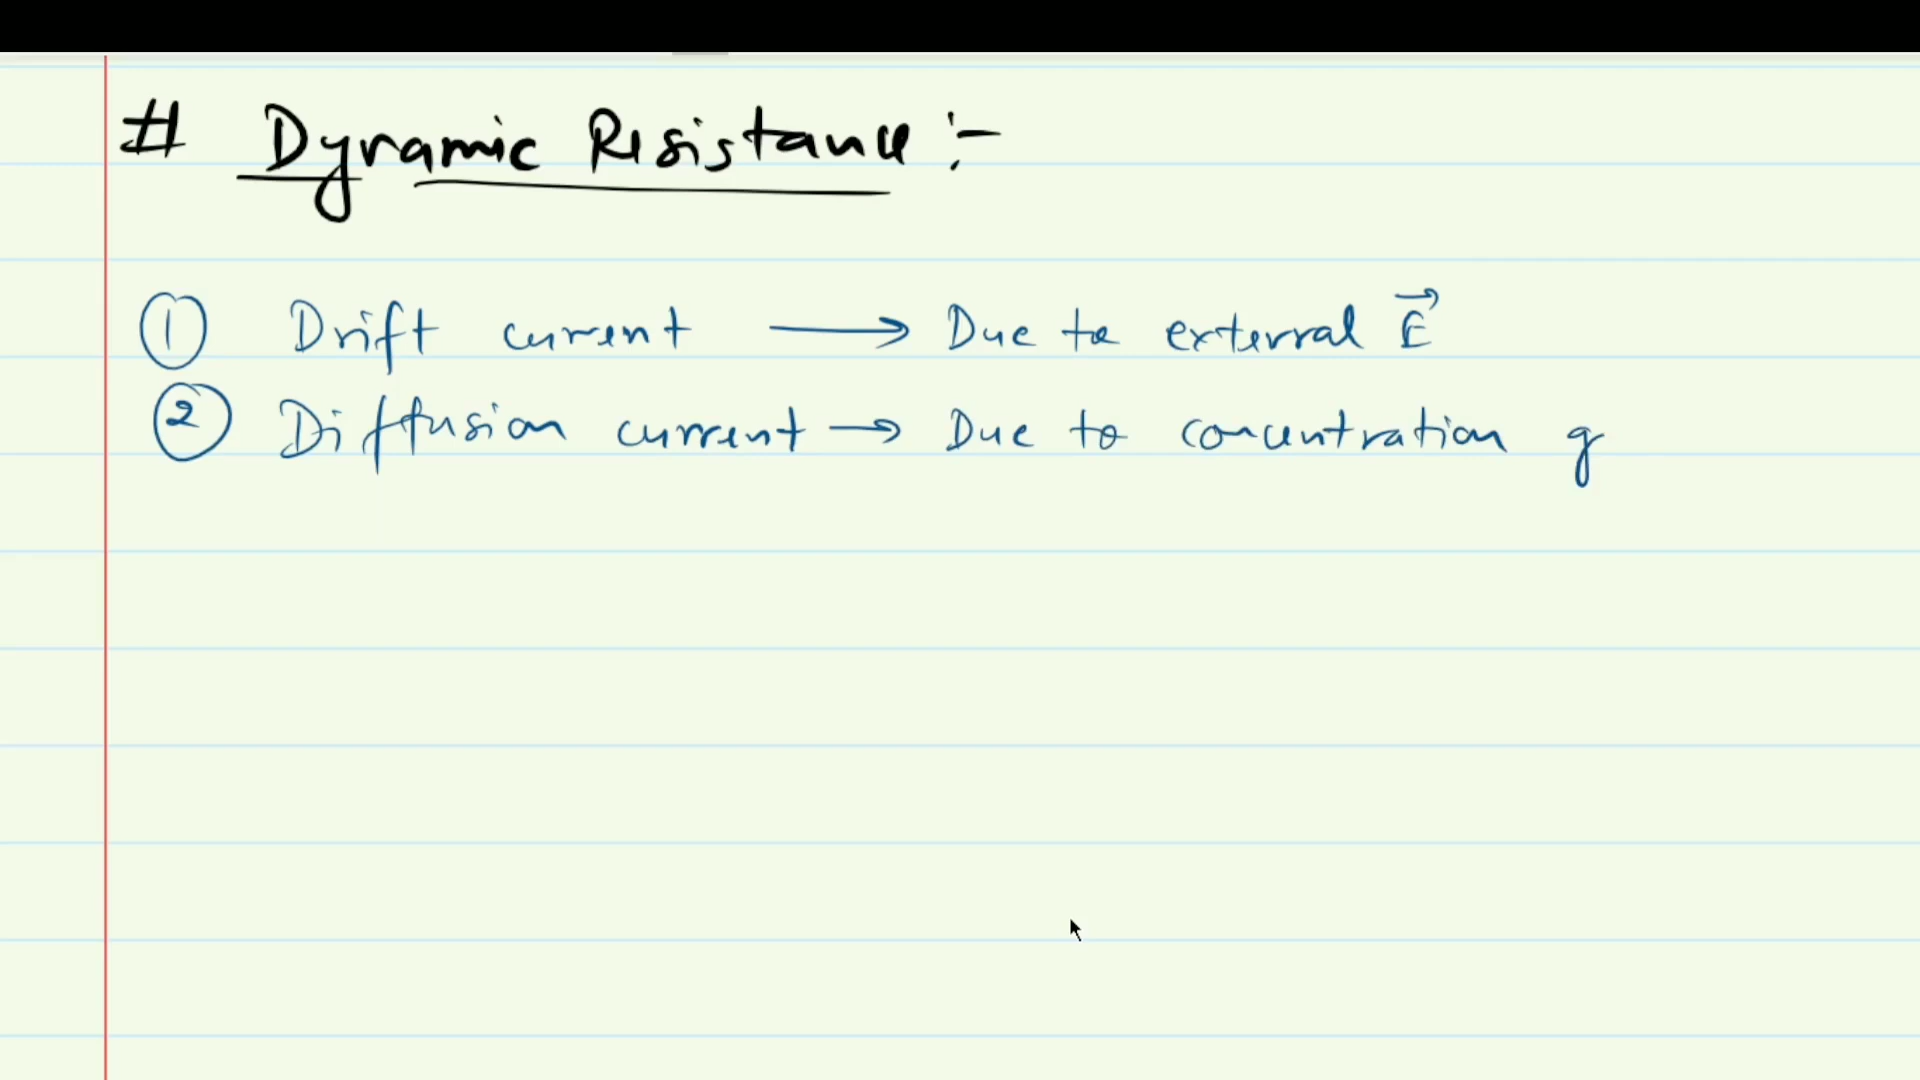 # Dynamic Resistance :-
① Drift current → Due to external E⃗
② Diffusion current → Due to concentration g